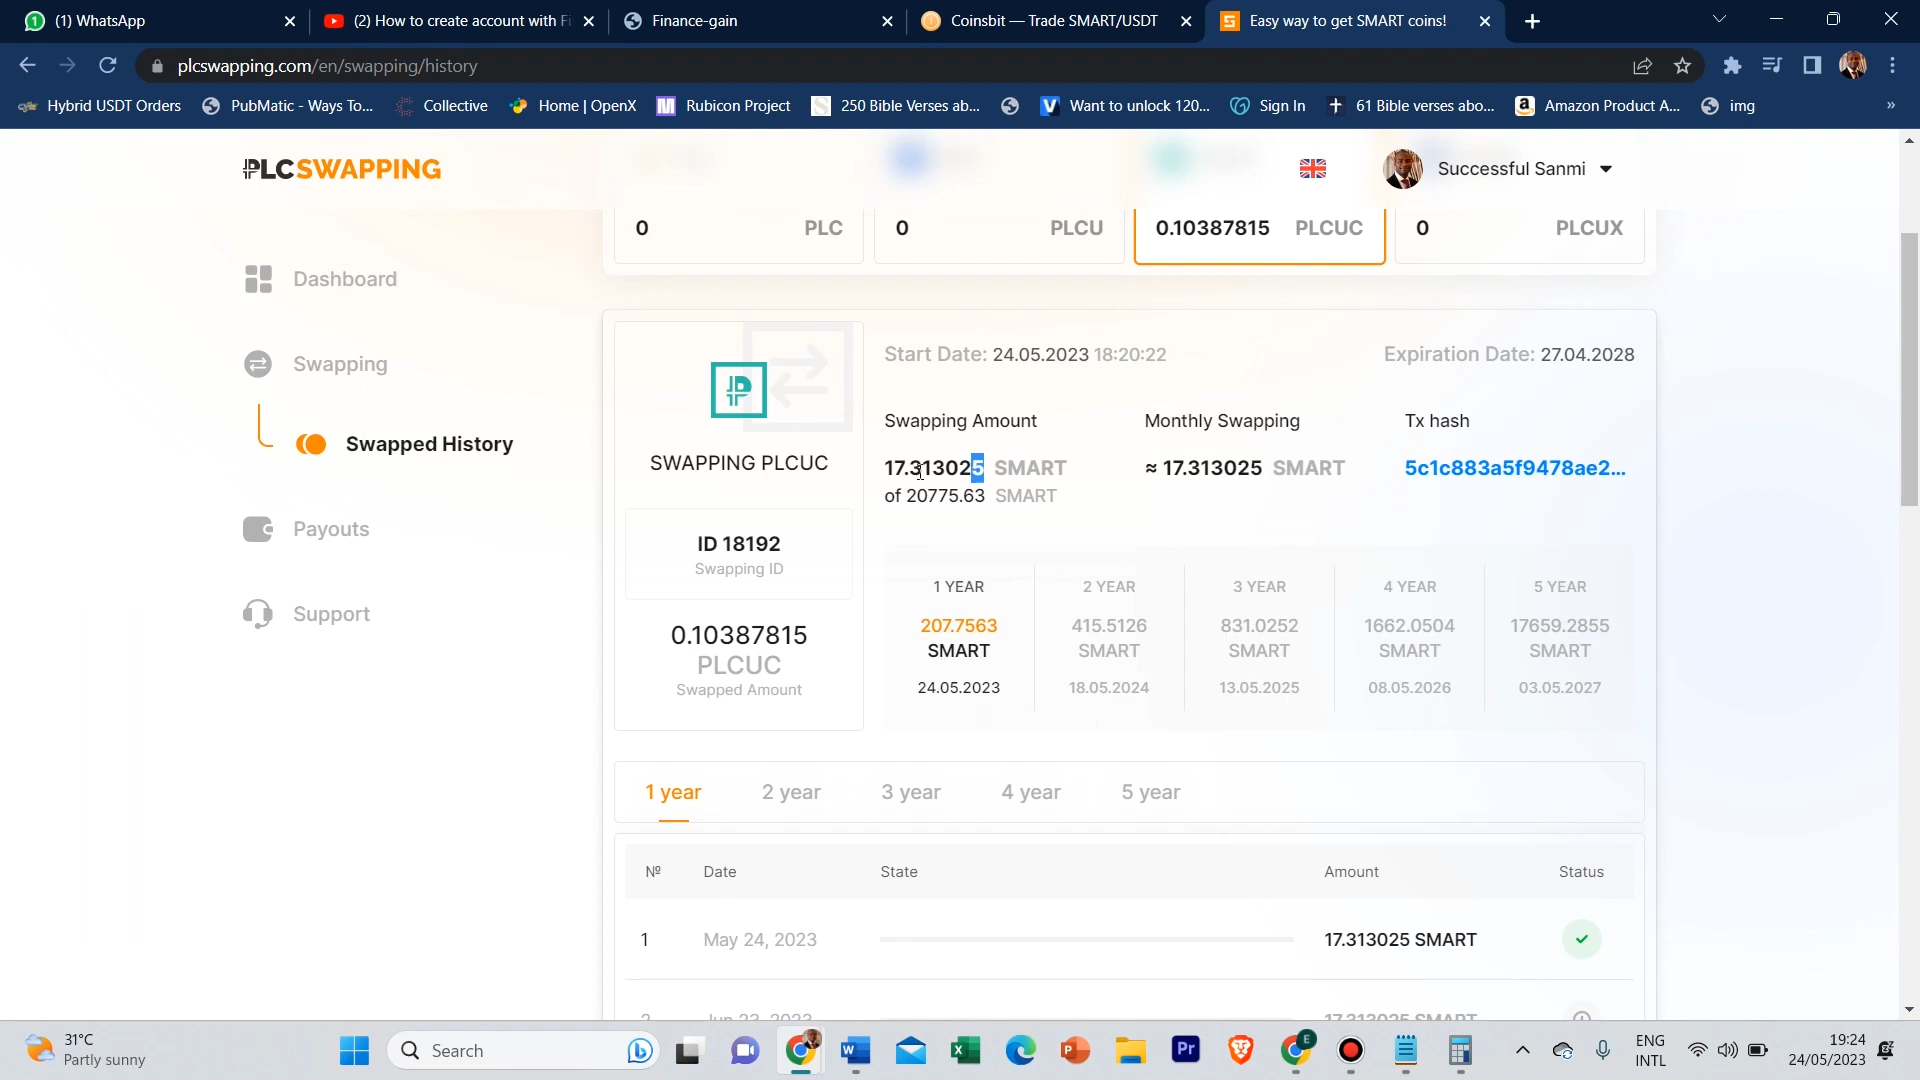 (1) WhatsApp
(2) How to create account with Fi
Finance-gain
Coinsbit — Trade SMART/USDT
Easy way to get SMART coins!
plcswapping.com/en/swapping/history
Hybrid USDT Orders
PubMatic - Ways To...
Collective
Home | OpenX
Rubicon Project
250 Bible Verses ab...
Want to unlock 120...
Sign In
61 Bible verses abo...
Amazon Product A...
img
»
PLCSWAPPING
Successful Sanmi
0 PLC
0 PLCU
0.10387815 PLCUC
0 PLCUX
Dashboard
Swapping
Swapped History
Payouts
Support
SWAPPING PLCUC
ID 18192
Swapping ID
0.10387815
PLCUC
Swapped Amount
Start Date: 24.05.2023 18:20:22
Expiration Date: 27.04.2028
Swapping Amount
17.313025 SMART
of 20775.63 SMART
Monthly Swapping
≈ 17.313025 SMART
Tx hash
5c1c883a5f9478ae2...
1 YEAR
207.7563
SMART
24.05.2023
2 YEAR
415.5126
SMART
18.05.2024
3 YEAR
831.0252
SMART
13.05.2025
4 YEAR
1662.0504
SMART
08.05.2026
5 YEAR
17659.2855
SMART
03.05.2027
1 year 2 year 3 year 4 year 5 year
Nº Date State Amount Status
1 May 24, 2023 17.313025 SMART
2 Jun 23, 2023 17.313025 SMART
31°C
Partly sunny
Search
ENG
INTL
19:24
24/05/2023